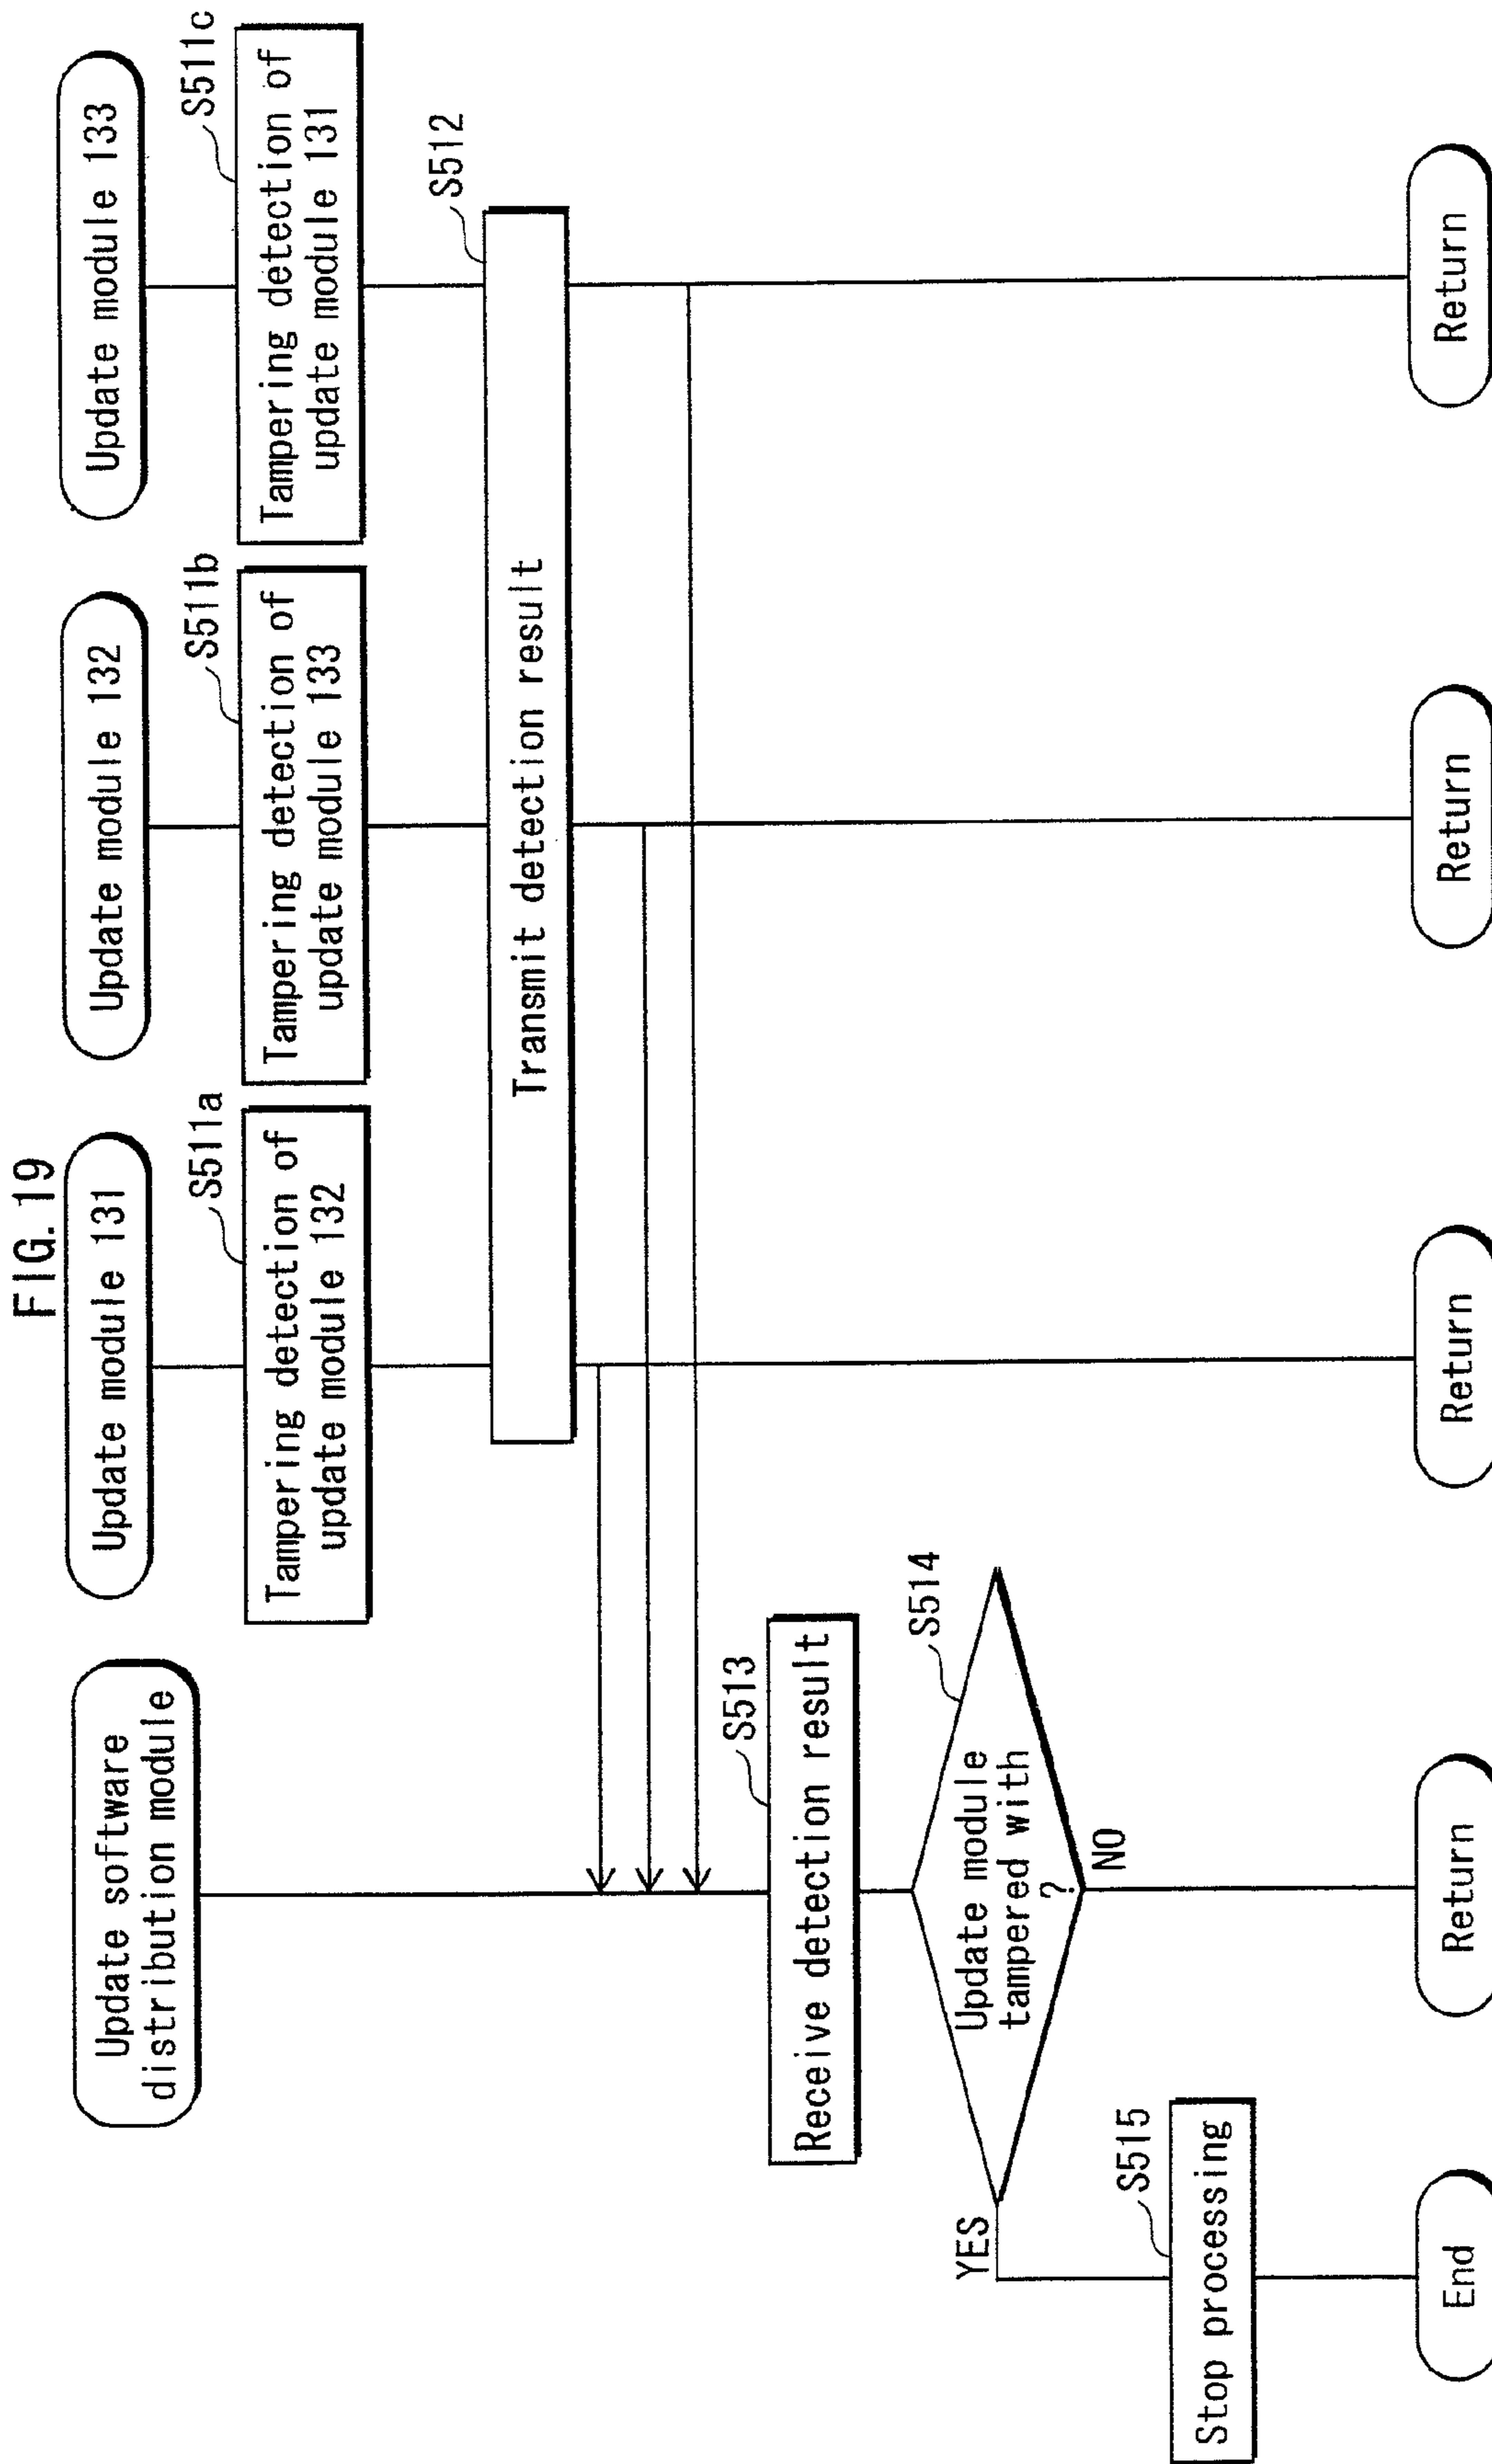 FIG. 19
Update software
distribution module
Update module 131
Update module 132
Update module 133
S511a
Tampering detection of
update module 132
S511b
Tampering detection of
update module 133
S511c
Tampering detection of
update module 131
S512
Transmit detection result
S513
Receive detection result
S514
Update module
tampered with
?
YES
NO
S515
Stop processing
End
Return
Return
Return
Return